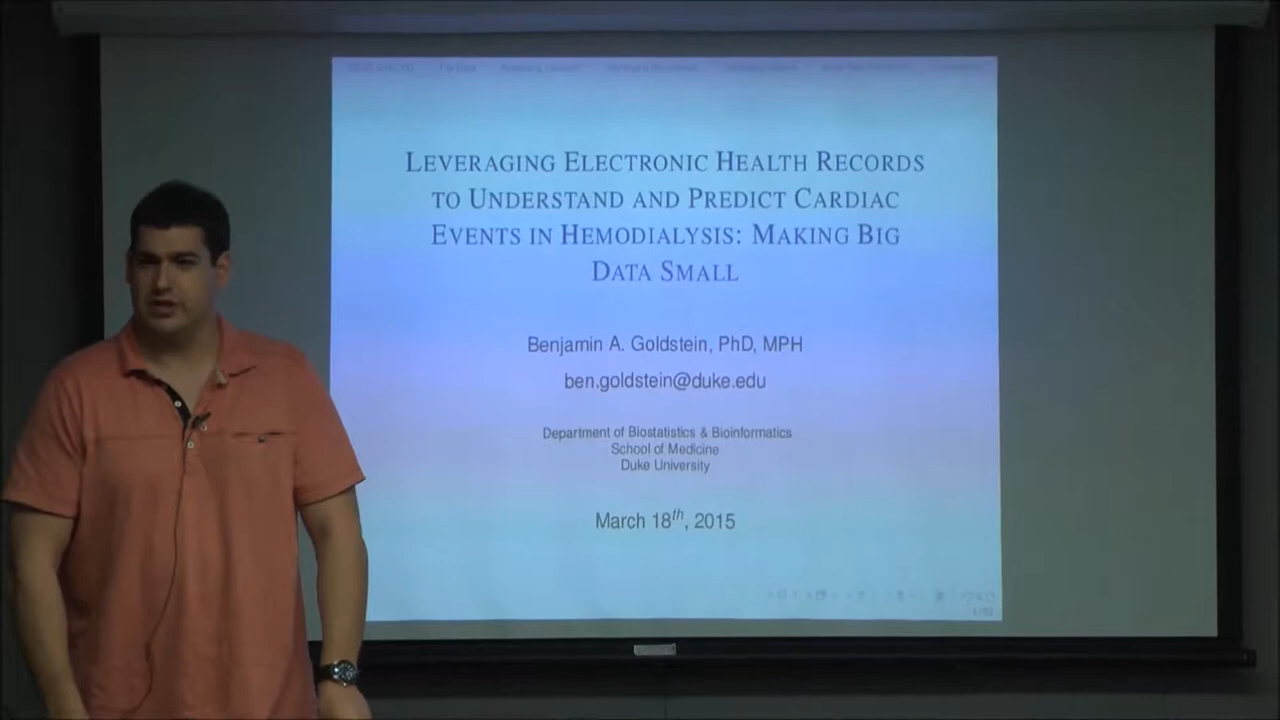 LEVERAGING ELECTRONIC HEALTH RECORDS
TO UNDERSTAND AND PREDICT CARDIAC
EVENTS IN HEMODIALYSIS: MAKING BIG
DATA SMALL
Benjamin A. Goldstein, PhD, MPH
ben.goldstein@duke.edu
Department of Biostatistics & Bioinformatics
School of Medicine
Duke University
March 18th, 2015